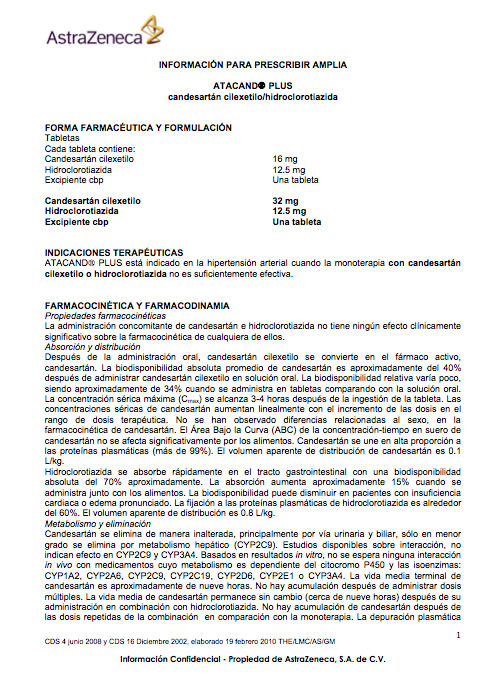 AstraZeneca
INFORMACIÓN PARA PRESCRIBIR AMPLIA
ATACAND® PLUS
candesartán cilexetilo/hidroclorotiazida
FORMA FARMACÉUTICA Y FORMULACIÓN
Tabletas
Cada tableta contiene:
Candesartán cilexetilo 16 mg
Hidroclorotiazida 12.5 mg
Excipiente cbp Una tableta
Candesartán cilexetilo 32 mg
Hidroclorotiazida 12.5 mg
Excipiente cbp Una tableta
INDICACIONES TERAPÉUTICAS
ATACAND® PLUS está indicado en la hipertensión arterial cuando la monoterapia con candesartán
cilexetilo o hidroclorotiazida no es suficientemente efectiva.
FARMACOCINÉTICA Y FARMACODINAMIA
Propiedades farmacocinéticas
La administración concomitante de candesartán e hidroclorotiazida no tiene ningún efecto clínicamente
significativo sobre la farmacocinética de cualquiera de ellos.
Absorción y distribución
Después de la administración oral, candesartán cilexetilo se convierte en el fármaco activo,
candesartán. La biodisponibilidad absoluta promedio de candesartán es aproximadamente del 40%
después de administrar candesartán cilexetilo en solución oral. La biodisponibilidad relativa varía poco,
siendo aproximadamente de 34% cuando se administra en tabletas comparando con la solución oral.
La concentración sérica máxima (Cmax) se alcanza 3-4 horas después de la ingestión de la tableta. Las
concentraciones séricas de candesartán aumentan linealmente con el incremento de las dosis en el
rango de dosis terapéutica. No se han observado diferencias relacionadas al sexo, en la
farmacocinética de candesartán. El Área Bajo la Curva (ABC) de la concentración-tiempo en suero de
candesartán no se afecta significativamente por los alimentos. Candesartán se une en alta proporción a
las proteínas plasmáticas (más de 99%). El volumen aparente de distribución de candesartán es 0.1
L/kg.
Hidroclorotiazida se absorbe rápidamente en el tracto gastrointestinal con una biodisponibilidad
absoluta del 70% aproximadamente. La absorción aumenta aproximadamente 15% cuando se
administra junto con los alimentos. La biodisponibilidad puede disminuir en pacientes con insuficiencia
cardiaca o edema pronunciado. La fijación a las proteínas plasmáticas de hidroclorotiazida es alrededor
del 60%. El volumen aparente de distribución es 0.8 L/kg.
Metabolismo y eliminación
Candesartán se elimina de manera inalterada, principalmente por vía urinaria y biliar, sólo en menor
grado se elimina por metabolismo hepático (CYP2C9). Estudios disponibles sobre interacción, no
indican efecto en CYP2C9 y CYP3A4. Basados en resultados in vitro, no se espera ninguna interacción
in vivo con medicamentos cuyo metabolismo es dependiente del citocromo P450 y las isoenzimas:
CYP1A2, CYP2A6, CYP2C9, CYP2C19, CYP2D6, CYP2E1 o CYP3A4. La vida media terminal de
candesartán es aproximadamente de nueve horas. No hay acumulación después de administrar dosis
múltiples. La vida media de candesartán permanece sin cambio (cerca de nueve horas) después de su
administración en combinación con hidroclorotiazida. No hay acumulación de candesartán después de
las dosis repetidas de la combinación en comparación con la monoterapia. La depuración plasmática
1
CDS 4 junio 2008 y CDS 16 Diciembre 2002, elaborado 19 febrero 2010 THE/LMC/AS/GM
Información Confidencial - Propiedad de AstraZeneca, S.A. de C.V.